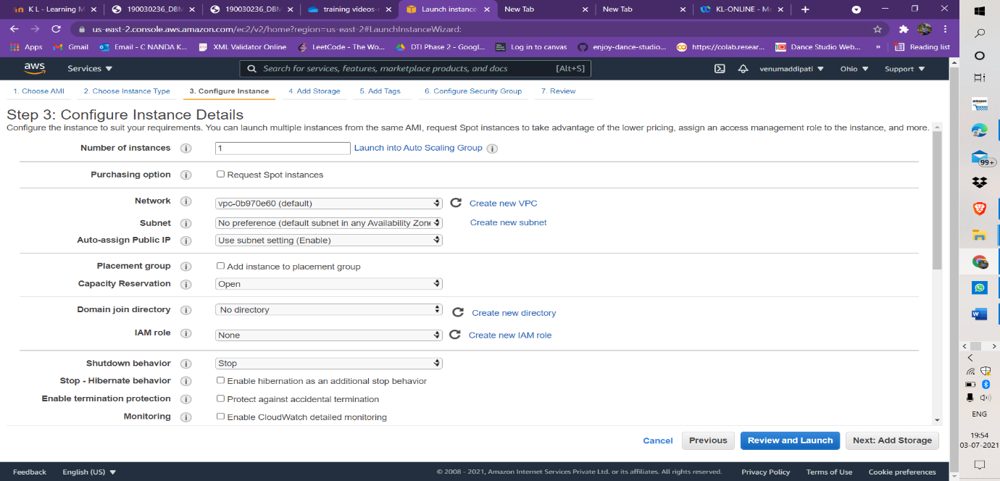 K L - Learning M
190030236_DBM
190030236_DBM
training videos-
Launch instance
New Tab
New Tab
KL-ONLINE - Mo
us-east-2.console.aws.amazon.com/ec2/v2/home?region=us-east-2#LaunchInstanceWizard:
Apps Gmail Email - C NANDA K... XML Validator Online LeetCode - The Wo... DTI Phase 2 - Googl... Log in to canvas enjoy-dance-studio... https://colab.resear... Dance Studio Web... » Reading list
aws Services Search for services, features, marketplace products, and docs [Alt+S] venumaddipati Ohio Support
1. Choose AMI 2. Choose Instance Type 3. Configure Instance 4. Add Storage 5. Add Tags 6. Configure Security Group 7. Review
Step 3: Configure Instance Details
Configure the instance to suit your requirements. You can launch multiple instances from the same AMI, request Spot instances to take advantage of the lower pricing, assign an access management role to the instance, and more.
Number of instances 1 Launch into Auto Scaling Group
Purchasing option Request Spot instances
Network vpc-0b970e60 (default) Create new VPC
Subnet No preference (default subnet in any Availability Zone Create new subnet
Auto-assign Public IP Use subnet setting (Enable)
Placement group Add instance to placement group
Capacity Reservation Open
Domain join directory No directory Create new directory
IAM role None Create new IAM role
Shutdown behavior Stop
Stop - Hibernate behavior Enable hibernation as an additional stop behavior
Enable termination protection Protect against accidental termination
Monitoring Enable CloudWatch detailed monitoring
Cancel Previous Review and Launch Next: Add Storage
Feedback English (US) © 2008 - 2021, Amazon Internet Services Private Ltd. or its affiliates. All rights reserved. Privacy Policy Terms of Use Cookie preferences
amazon
99+
ENG
19:54
03-07-2021